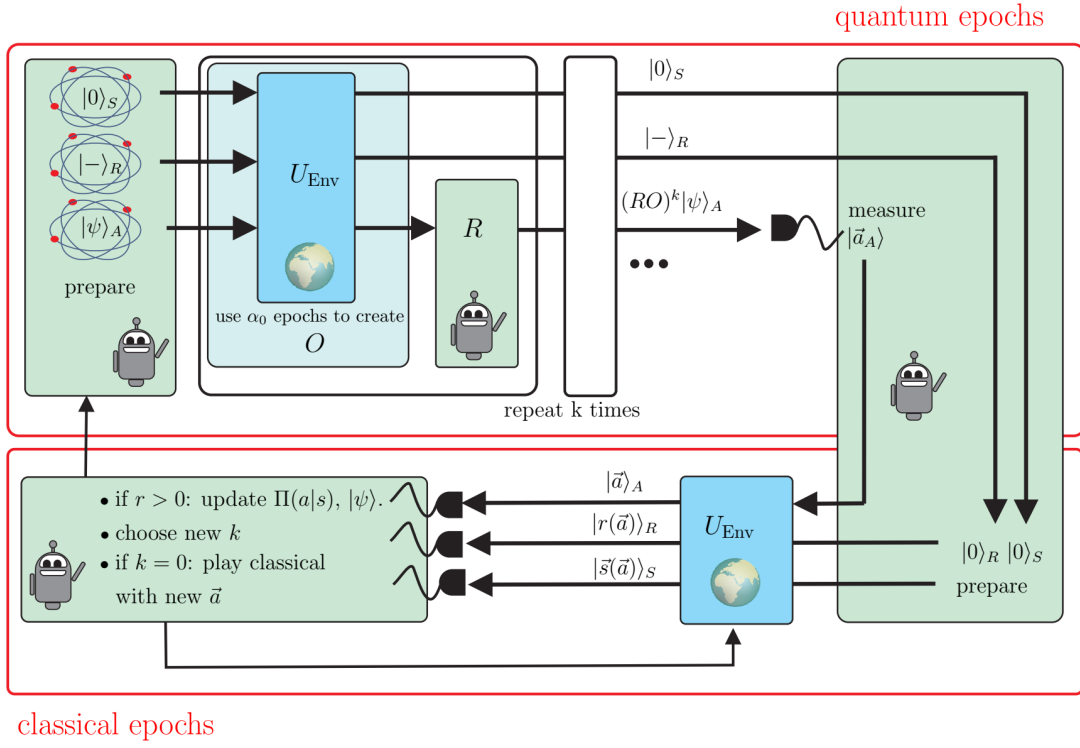 quantum epochs
|0⟩_S
|−⟩_R
|ψ⟩_A
prepare
U_Env
use α_0 epochs to create
O
R
repeat k times
|0⟩_S
|−⟩_R
(RO)^k|ψ⟩_A
•••
measure
|a⃗_A⟩
• if r > 0: update Π(a|s), |ψ⟩.
• choose new k
• if k = 0: play classical
with new a⃗
|a⃗⟩_A
|r(a⃗)⟩_R
|s⃗(a⃗)⟩_S
U_Env
|0⟩_R |0⟩_S
prepare
classical epochs